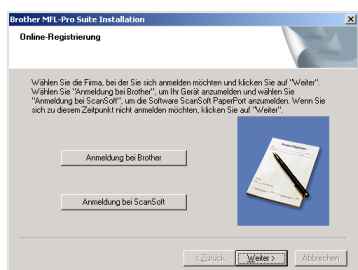 Brother MFL-Pro Suite Installation
Online-Registrierung
Wählen Sie die Firma, bei der Sie sich anmelden möchten und klicken Sie auf "Weiter".
Wählen Sie "Anmeldung bei Brother", um Ihr Gerät anzumelden und wählen Sie
"Anmeldung bei ScanSoft", um die Software ScanSoft PaperPort anzumelden. Wenn Sie
sich zu diesem Zeitpunkt nicht anmelden möchten, klicken Sie auf "Weiter".
Product Registration
Anmeldung bei Brother
Anmeldung bei ScanSoft
< Zurück
Weiter >
Abbrechen